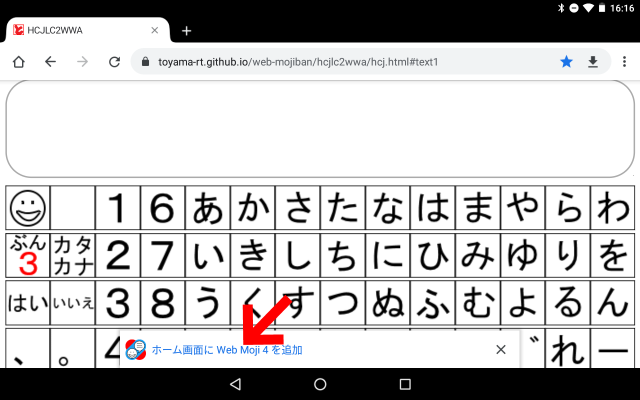 16:16
HCJLC2WWA
toyama-rt.github.io/web-mojiban/hcjlc2wwa/hcj.html#text1
1 6 あ か さ た な は ま や ら わ
ぶん 3 カタカナ 2 7 い き し ち に ひ み ゆ り を
はい いいえ 3 8 う く す つ ぬ ふ む よ る ん
、 。 4 ゛ れ ー
ホーム画面に Web Moji 4 を追加